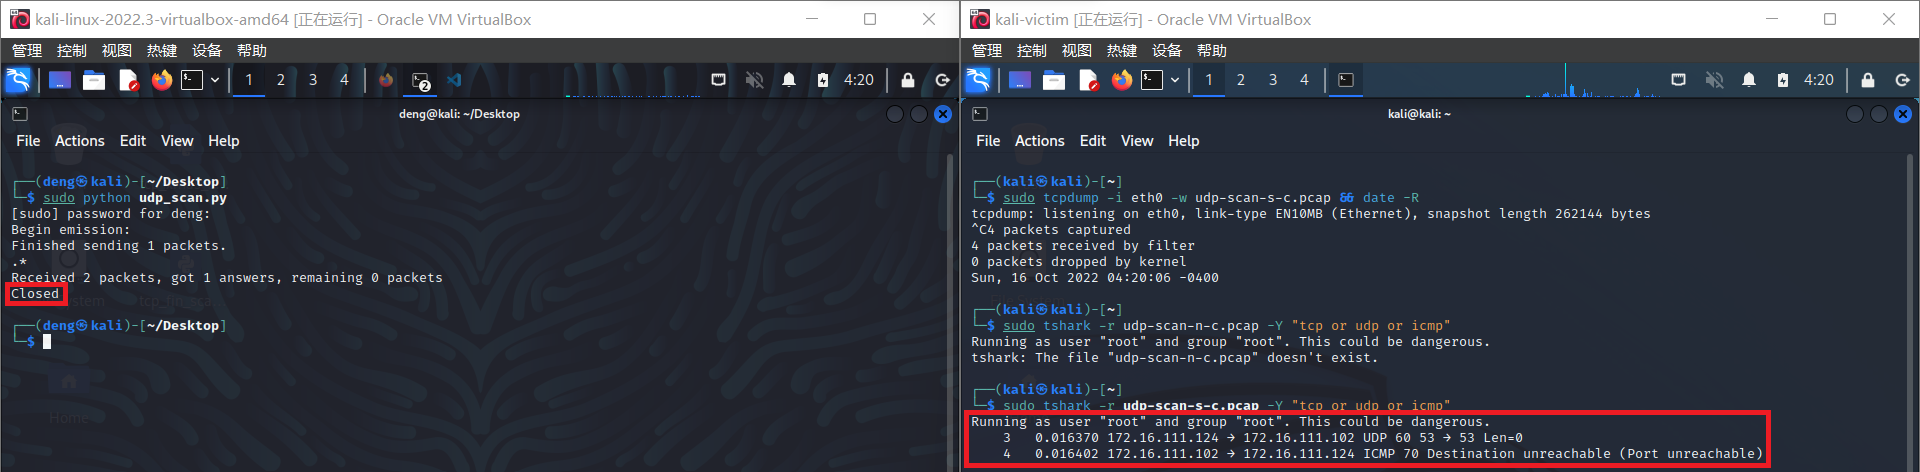 kali-linux-2022.3-virtualbox-amd64 [正在运行] - Oracle VM VirtualBox
管理 控制 视图 热键 设备 帮助
1 2 3 4 2 4:20
deng@kali: ~/Desktop
File Actions Edit View Help
┌──(deng㉿kali)-[~/Desktop]
└─$ sudo python udp_scan.py
[sudo] password for deng:
Begin emission:
Finished sending 1 packets.
.*
Received 2 packets, got 1 answers, remaining 0 packets
Closed
┌──(deng㉿kali)-[~/Desktop]
└─$
Home
kali-victim [正在运行] - Oracle VM VirtualBox
管理 控制 视图 热键 设备 帮助
1 2 3 4 4:20
kali@kali: ~
File Actions Edit View Help
┌──(kali㉿kali)-[~]
└─$ sudo tcpdump -i eth0 -w udp-scan-s-c.pcap && date -R
tcpdump: listening on eth0, link-type EN10MB (Ethernet), snapshot length 262144 bytes
^C4 packets captured
4 packets received by filter
0 packets dropped by kernel
Sun, 16 Oct 2022 04:20:06 -0400
┌──(kali㉿kali)-[~]
└─$ sudo tshark -r udp-scan-n-c.pcap -Y "tcp or udp or icmp"
Running as user "root" and group "root". This could be dangerous.
tshark: The file "udp-scan-n-c.pcap" doesn't exist.
┌──(kali㉿kali)-[~]
└─$ sudo tshark -r udp-scan-s-c.pcap -Y "tcp or udp or icmp"
Running as user "root" and group "root". This could be dangerous.
3 0.016370 172.16.111.124 → 172.16.111.102 UDP 60 53 → 53 Len=0
4 0.016402 172.16.111.102 → 172.16.111.124 ICMP 70 Destination unreachable (Port unreachable)